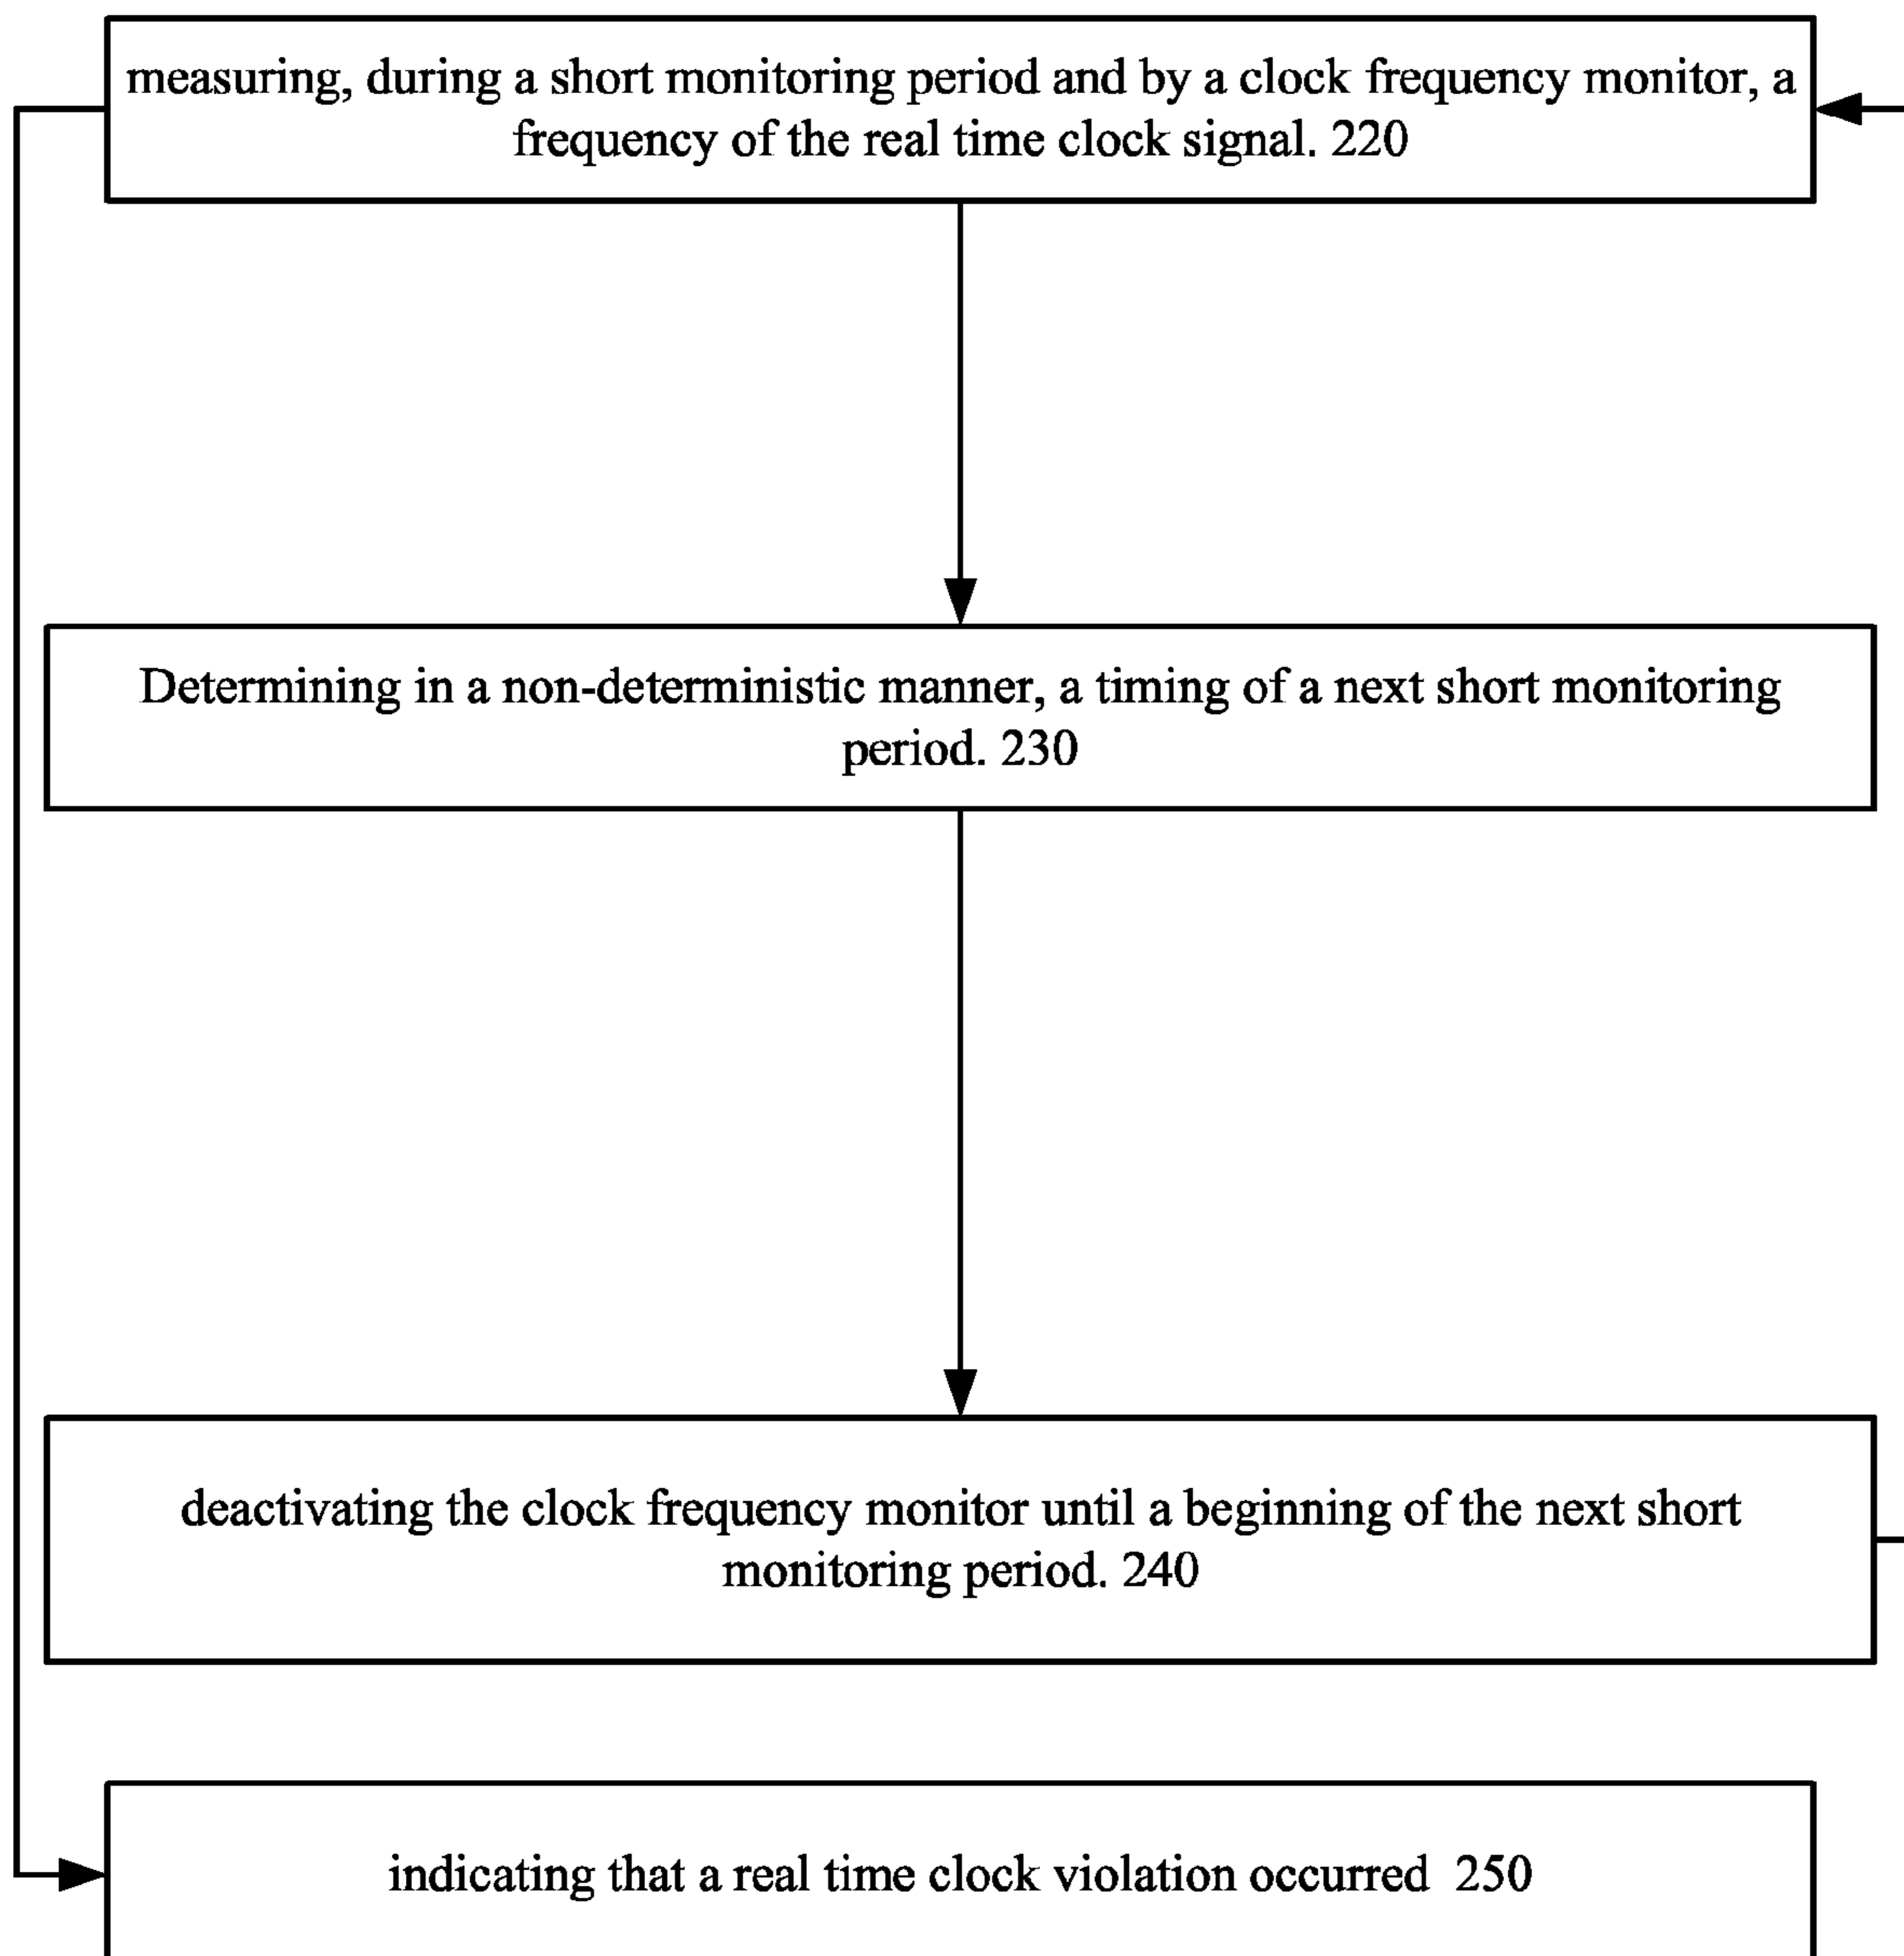 measuring, during a short monitoring period and by a clock frequency monitor, a
frequency of the real time clock signal. 220
Determining in a non-deterministic manner, a timing of a next short monitoring
period. 230
deactivating the clock frequency monitor until a beginning of the next short
monitoring period. 240
indicating that a real time clock violation occurred  250